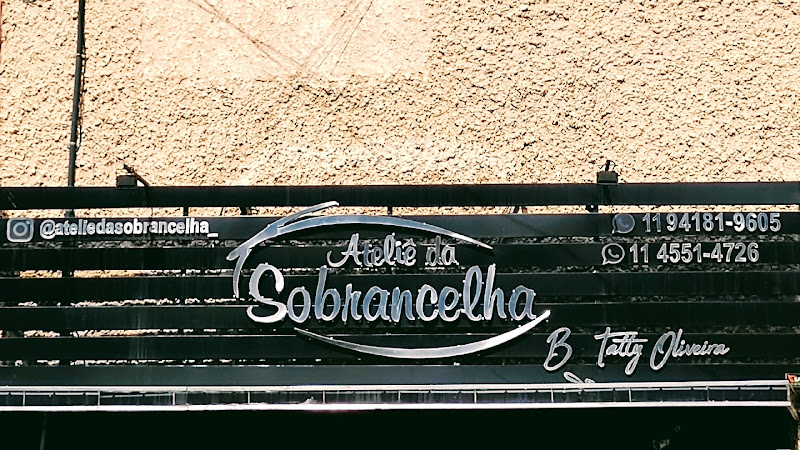 @ateliedasobrancelha_
Ateliê da
Sobrancelha
11 94181-9605
11 4551-4726
B Tatty Oliveira